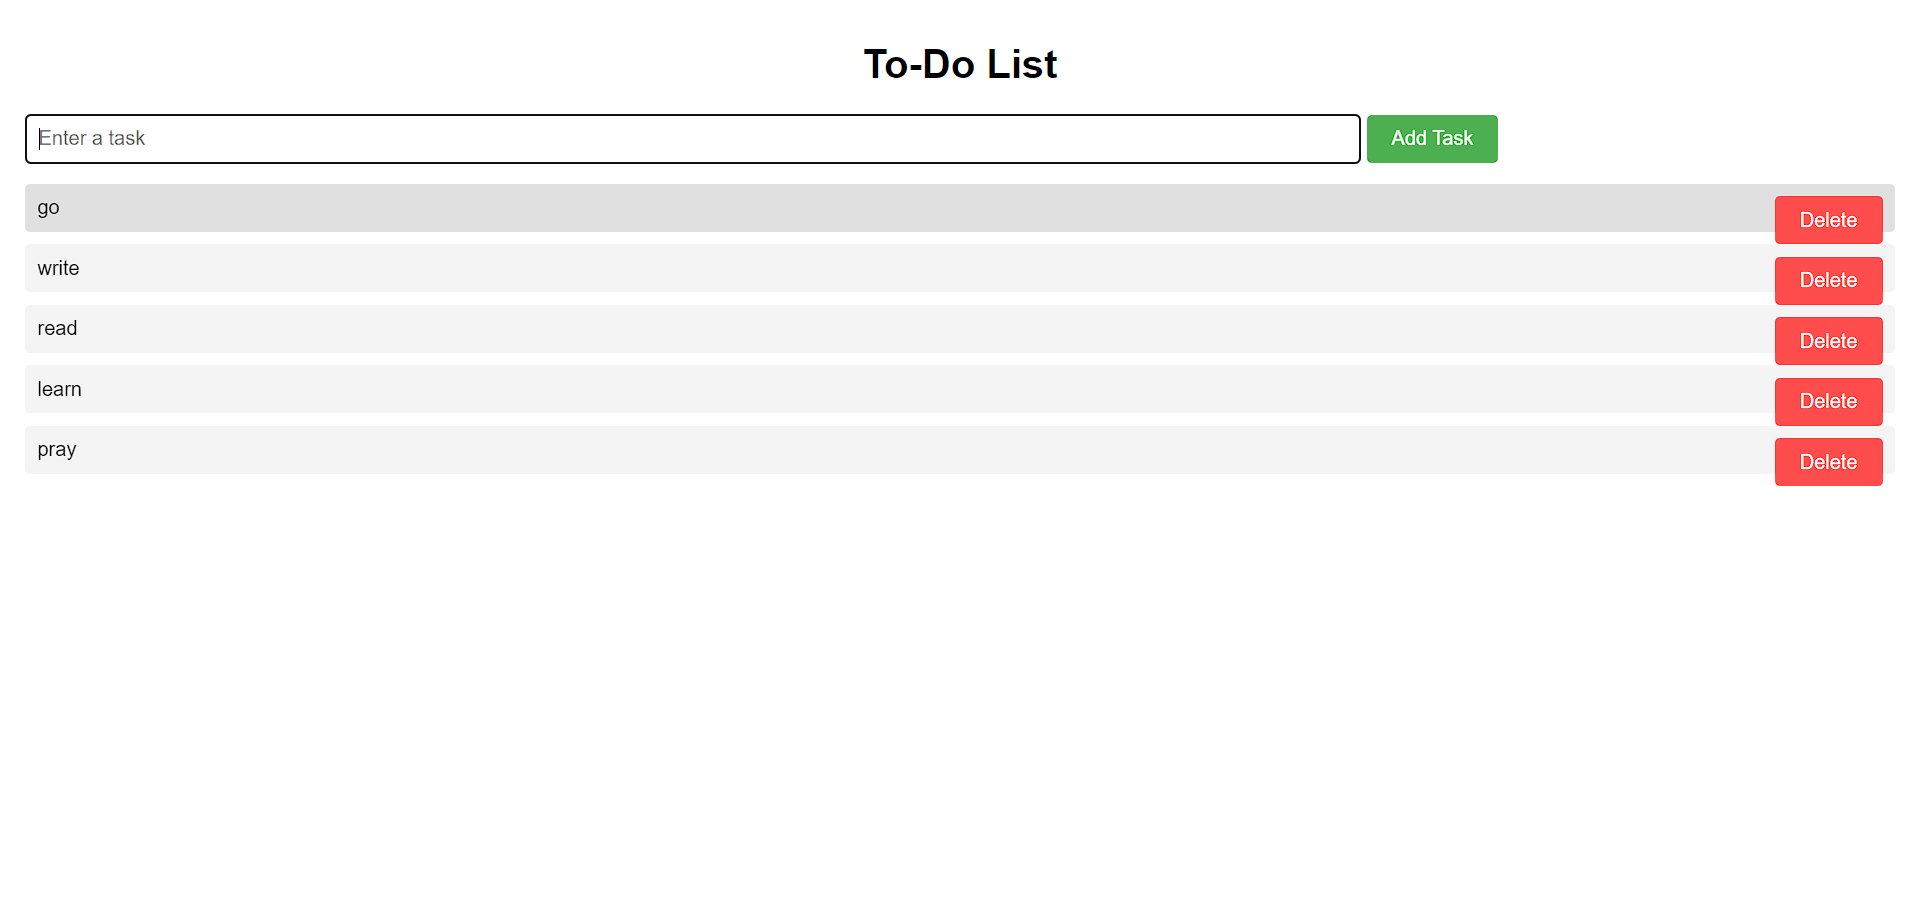 To-Do List
Enter a task Add Task
go Delete
write Delete
read Delete
learn Delete
pray Delete